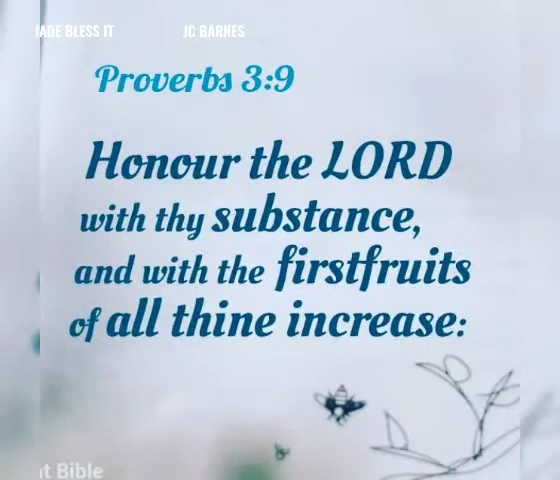 JADE BLESS IT JC BARNES
Proverbs 3:9
Honour the LORD
with thy substance,
and with the firstfruits
of all thine increase:
Bible